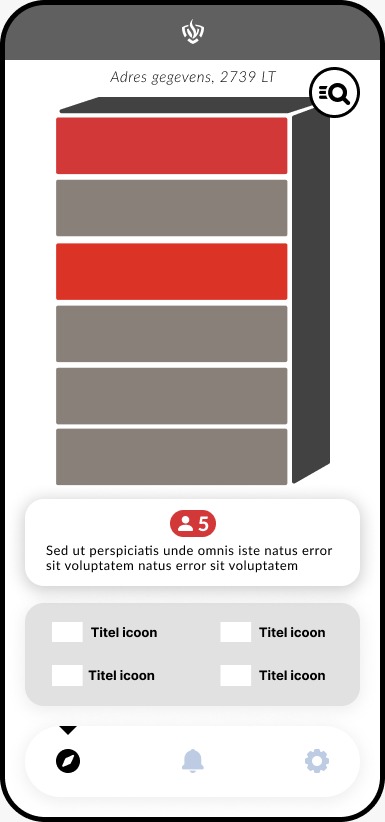 Adres gegevens, 2739 LT
5
Sed ut perspiciatis unde omnis iste natus error
sit voluptatem natus error sit voluptatem
Titel icoon
Titel icoon
Titel icoon
Titel icoon